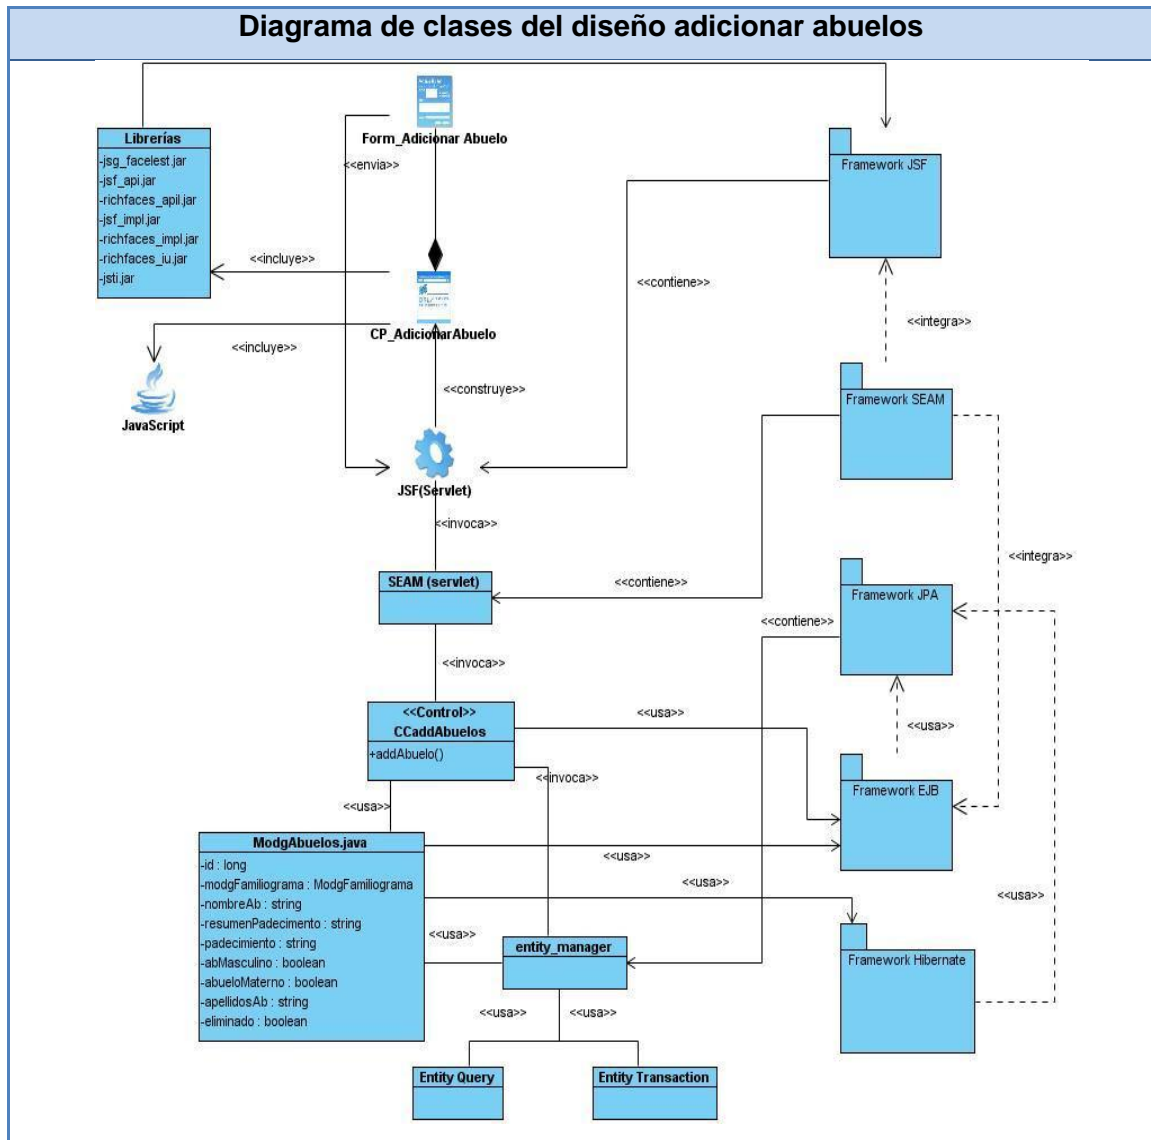 Diagrama de clases del diseño adicionar abuelos
Form_Adicionar Abuelo
Librerías
-jsg_facelest.jar
-jsf_api.jar
-richfaces_apil.jar
-jsf_impl.jar
-richfaces_impl.jar
-richfaces_iu.jar
-jsti.jar
<<envia>>
Framework JSF
<<incluye>>
<<contiene>>
CP_AdicionarAbuelo
<<incluye>>
<<integra>>
<<construye>>
JavaScript
Framework SEAM
JSF(Servlet)
<<invoca>>
<<integra>>
SEAM (servlet)
<<contiene>>
Framework JPA
<<contiene>>
<<invoca>>
<<Control>>
CCaddAbuelos
+addAbuelo()
<<usa>>
<<usa>>
<<invoca>>
Framework EJB
<<usa>>
ModgAbuelos.java
-id : long
-modgFamiliograma : ModgFamiliograma
-nombreAb : string
-resumenPadecimento : string
-padecimiento : string
-abMasculino : boolean
-abueloMaterno : boolean
-apellidosAb : string
-eliminado : boolean
<<usa>>
<<usa>>
<<usa>>
<<usa>>
entity_manager
Framework Hibernate
<<usa>>
<<usa>>
Entity Query
Entity Transaction